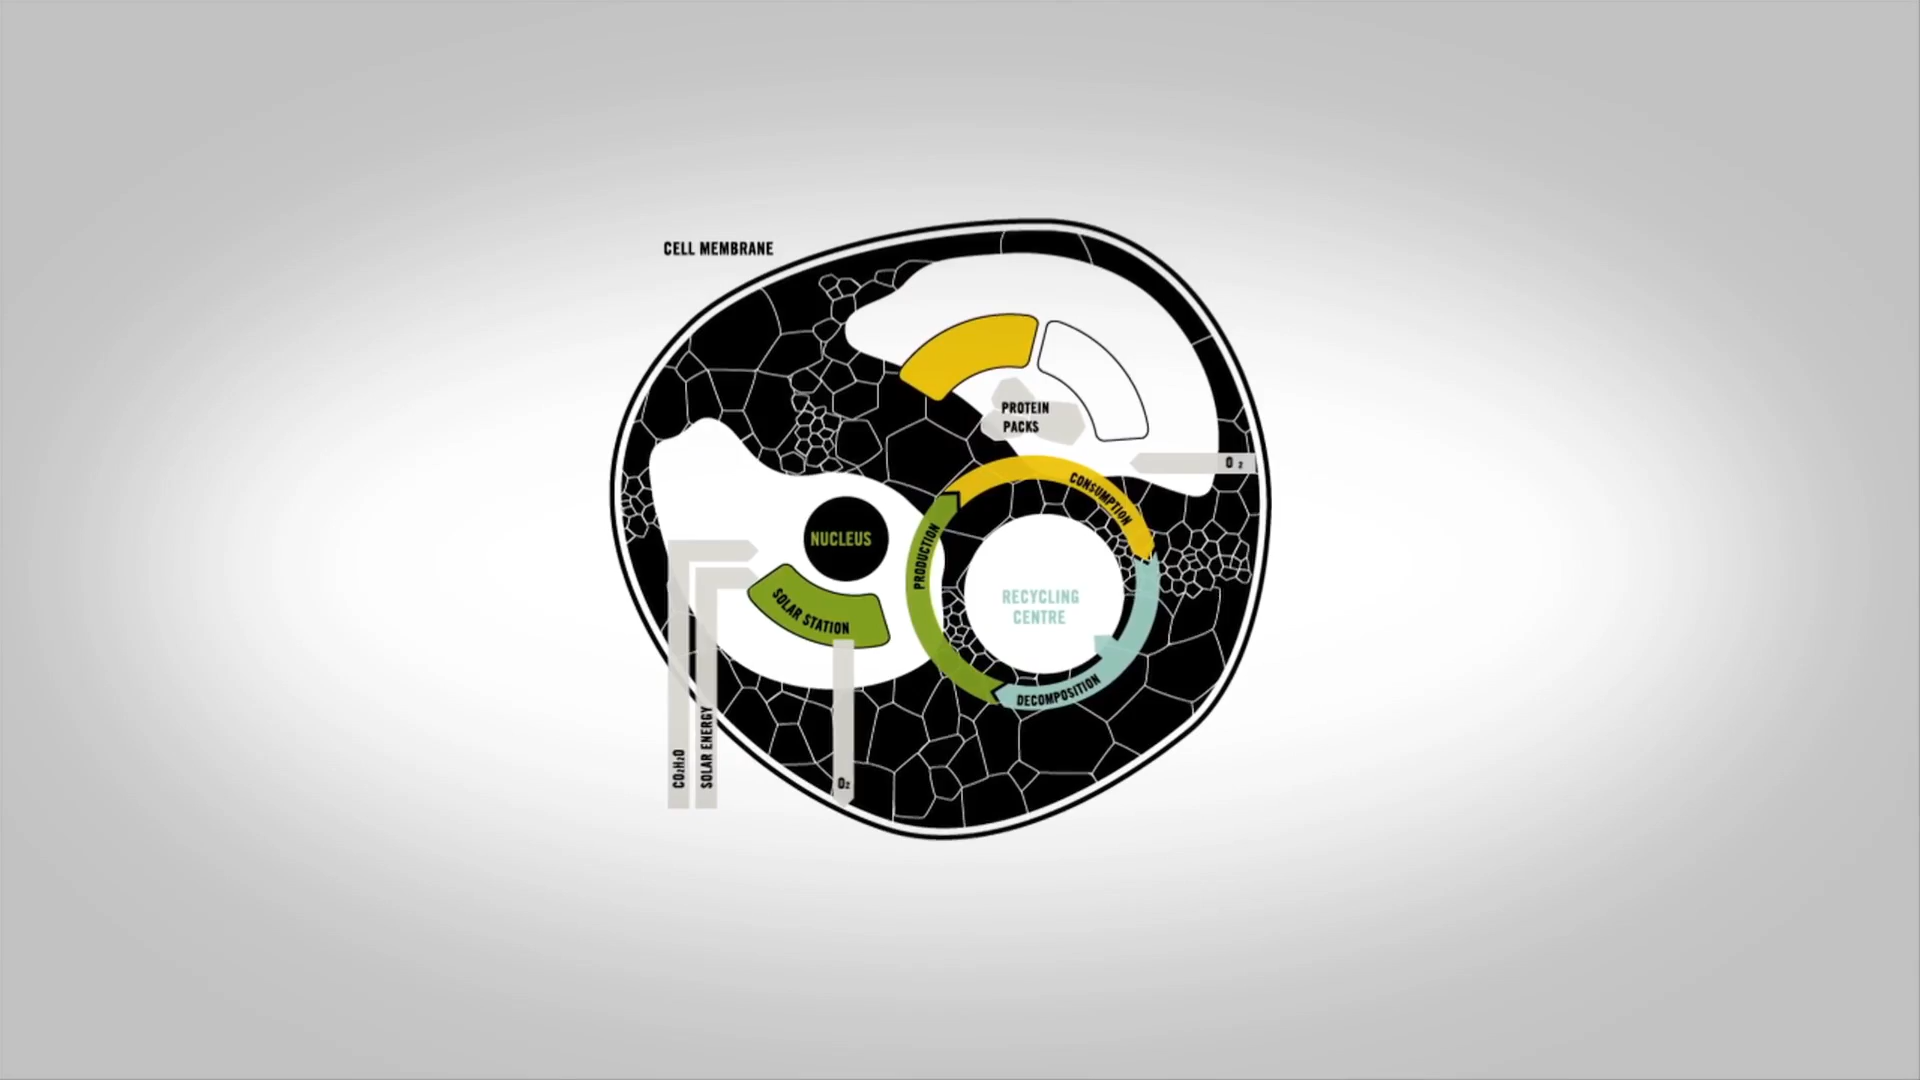 CELL MEMBRANE
PROTEIN
PACKS
O₂
CONSUMPTION
PRODUCTION
NUCLEUS
SOLAR STATION
RECYCLING
CENTRE
DECOMPOSITION
CO₂H₂O
SOLAR ENERGY
O₂